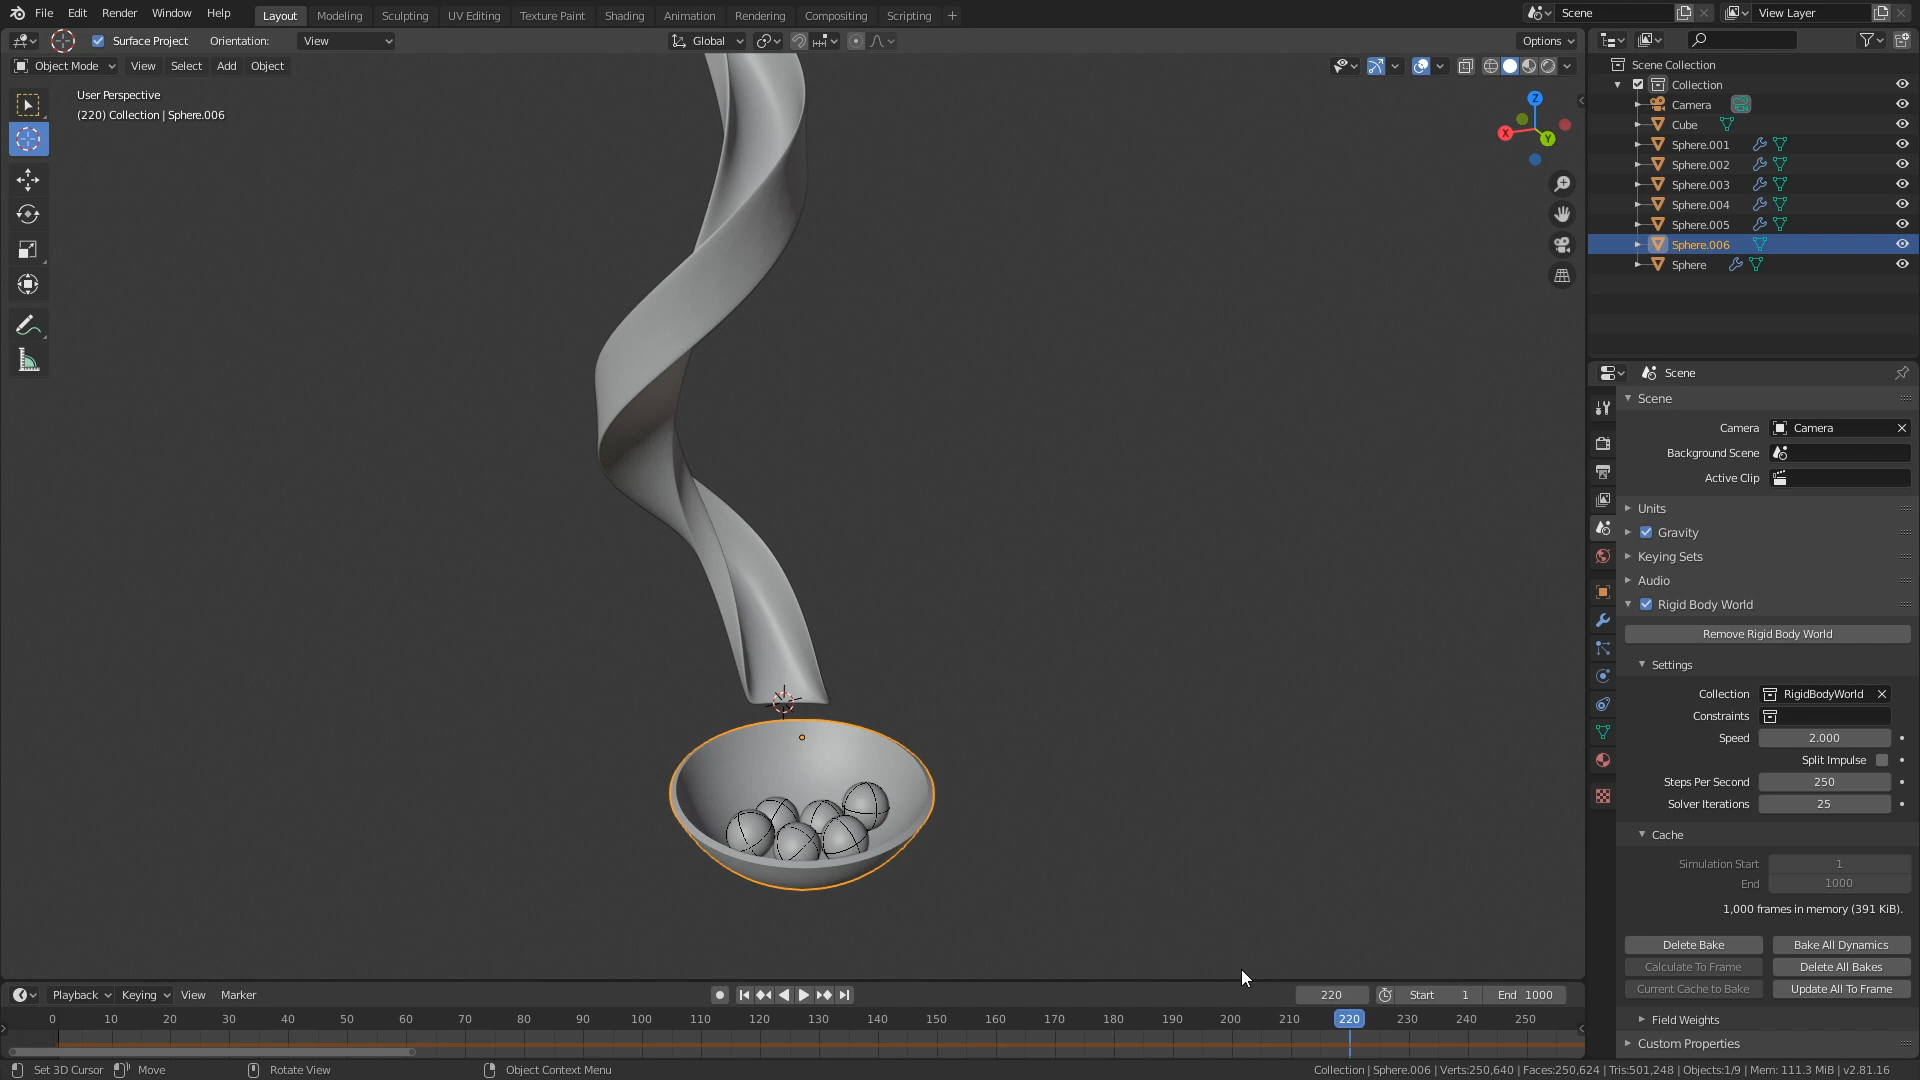 File Edit Render Window Help Layout Modeling Sculpting UV Editing Texture Paint Shading Animation Rendering Compositing Scripting + Scene View Layer
Surface Project Orientation: View Global Options
Object Mode View Select Add Object
User Perspective
(220) Collection | Sphere.006
Z
X
Y
Scene Collection
Collection
Camera
Cube
Sphere.001
Sphere.002
Sphere.003
Sphere.004
Sphere.005
Sphere.006
Sphere
Scene
Scene
Camera Camera
Background Scene
Active Clip
Units
Gravity
Keying Sets
Audio
Rigid Body World
Remove Rigid Body World
Settings
Collection RigidBodyWorld
Constraints
Speed 2.000
Split Impulse
Steps Per Second 250
Solver Iterations 25
Cache
Simulation Start 1
End 1000
1,000 frames in memory (391 KiB).
Delete Bake Bake All Dynamics
Calculate To Frame Delete All Bakes
Current Cache to Bake Update All To Frame
Field Weights
Custom Properties
Playback Keying View Marker 220 Start 1 End 1000
0 10 20 30 40 50 60 70 80 90 100 110 120 130 140 150 160 170 180 190 200 210 220 230 240 250
Set 3D Cursor Move Rotate View Object Context Menu Collection | Sphere.006 | Verts:250,640 | Faces:250,624 | Tris:501,248 | Objects:1/9 | Mem: 111.3 MiB | v2.81.16